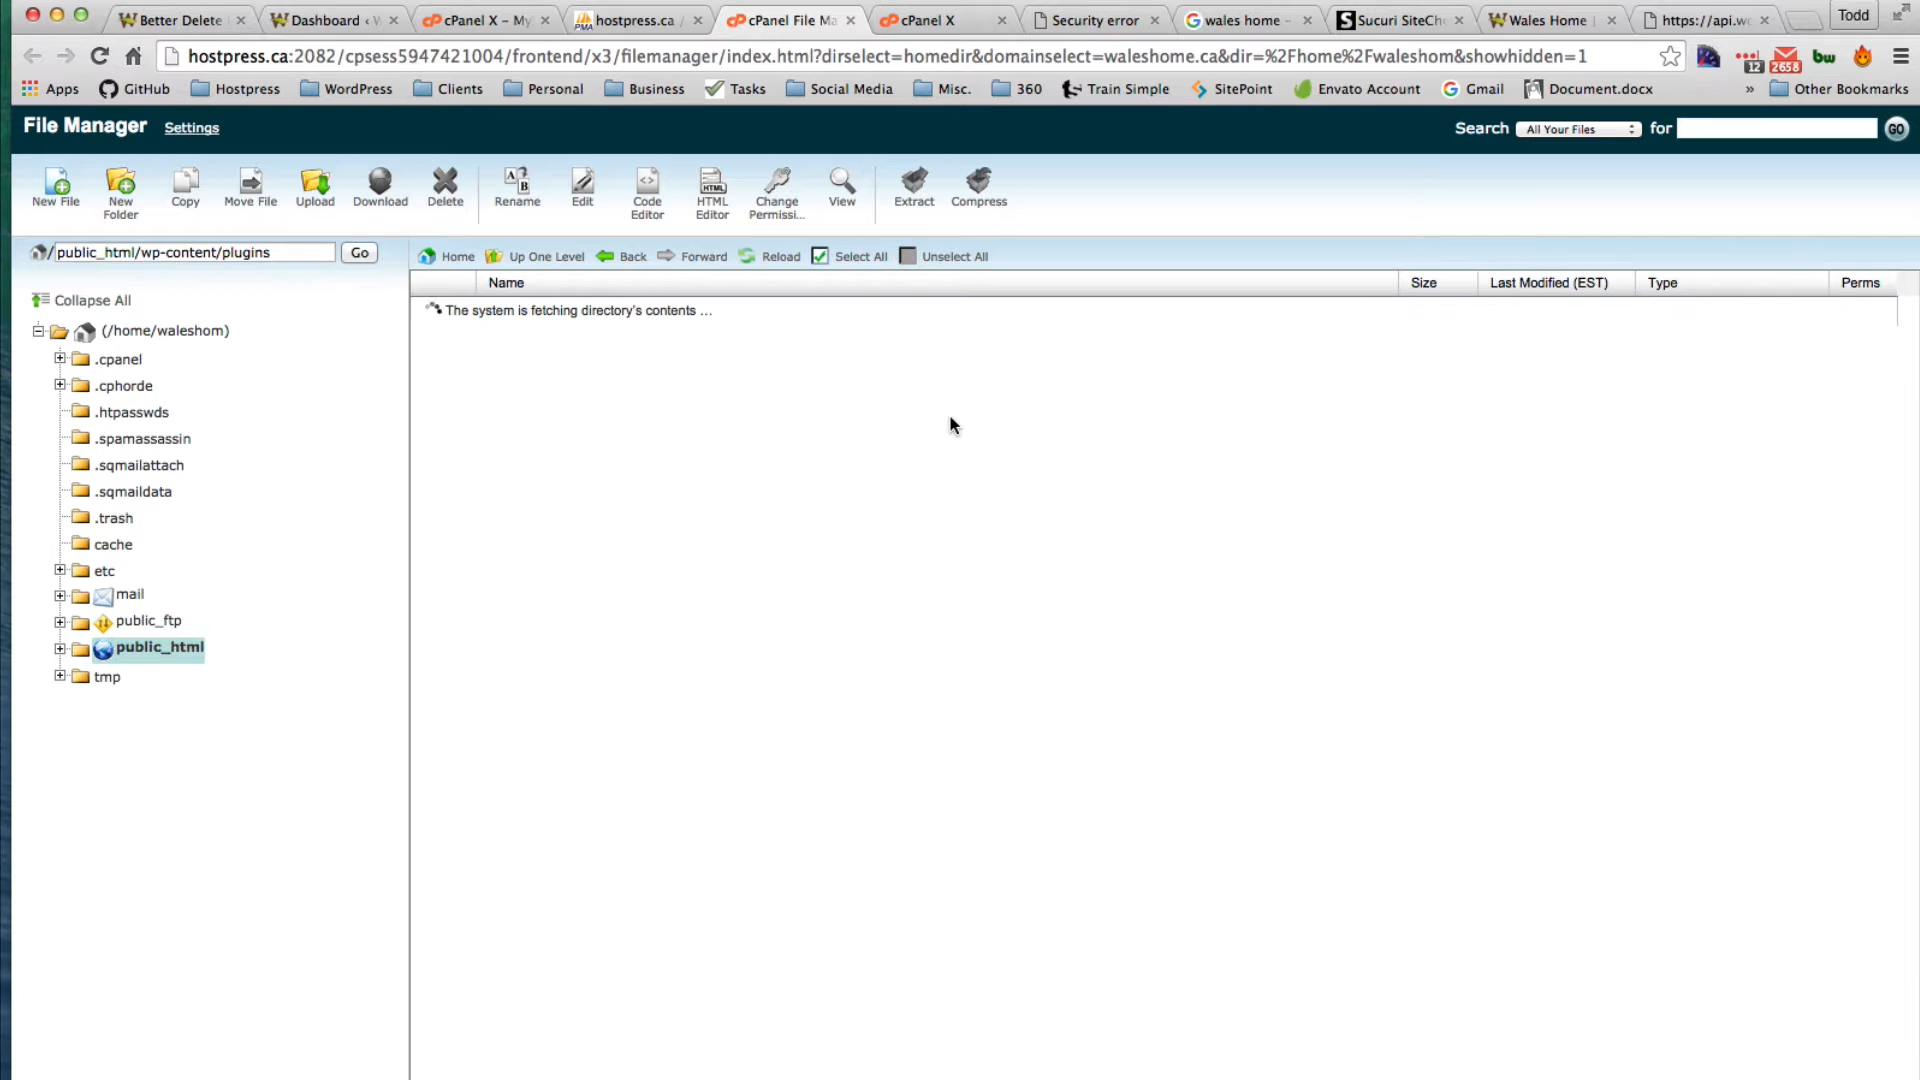 Better Delete
Dashboard ‹ W
cPanel X - My
hostpress.ca /
cPanel File Ma
cPanel X
Security error
wales home -
Sucuri SiteCh
Wales Home |
https://api.wo
Todd
hostpress.ca:2082/cpsess5947421004/frontend/x3/filemanager/index.html?dirselect=homedir&domainselect=waleshome.ca&dir=%2Fhome%2Fwaleshom&showhidden=1
12
2658
bw
Apps
GitHub
Hostpress
WordPress
Clients
Personal
Business
Tasks
Social Media
Misc.
360
Train Simple
SitePoint
Envato Account
Gmail
Document.docx
»
Other Bookmarks
File Manager
Settings
Search
All Your Files
for
GO
New File
New
Folder
Copy
Move File
Upload
Download
Delete
Rename
Edit
Code
Editor
HTML
Editor
Change
Permissi...
View
Extract
Compress
/ public_html/wp-content/plugins
Go
Home
Up One Level
Back
Forward
Reload
Select All
Unselect All
Name
Size
Last Modified (EST)
Type
Perms
The system is fetching directory's contents ...
Collapse All
(/home/waleshom)
.cpanel
.cphorde
.htpasswds
.spamassassin
.sqmailattach
.sqmaildata
.trash
cache
etc
mail
public_ftp
public_html
tmp